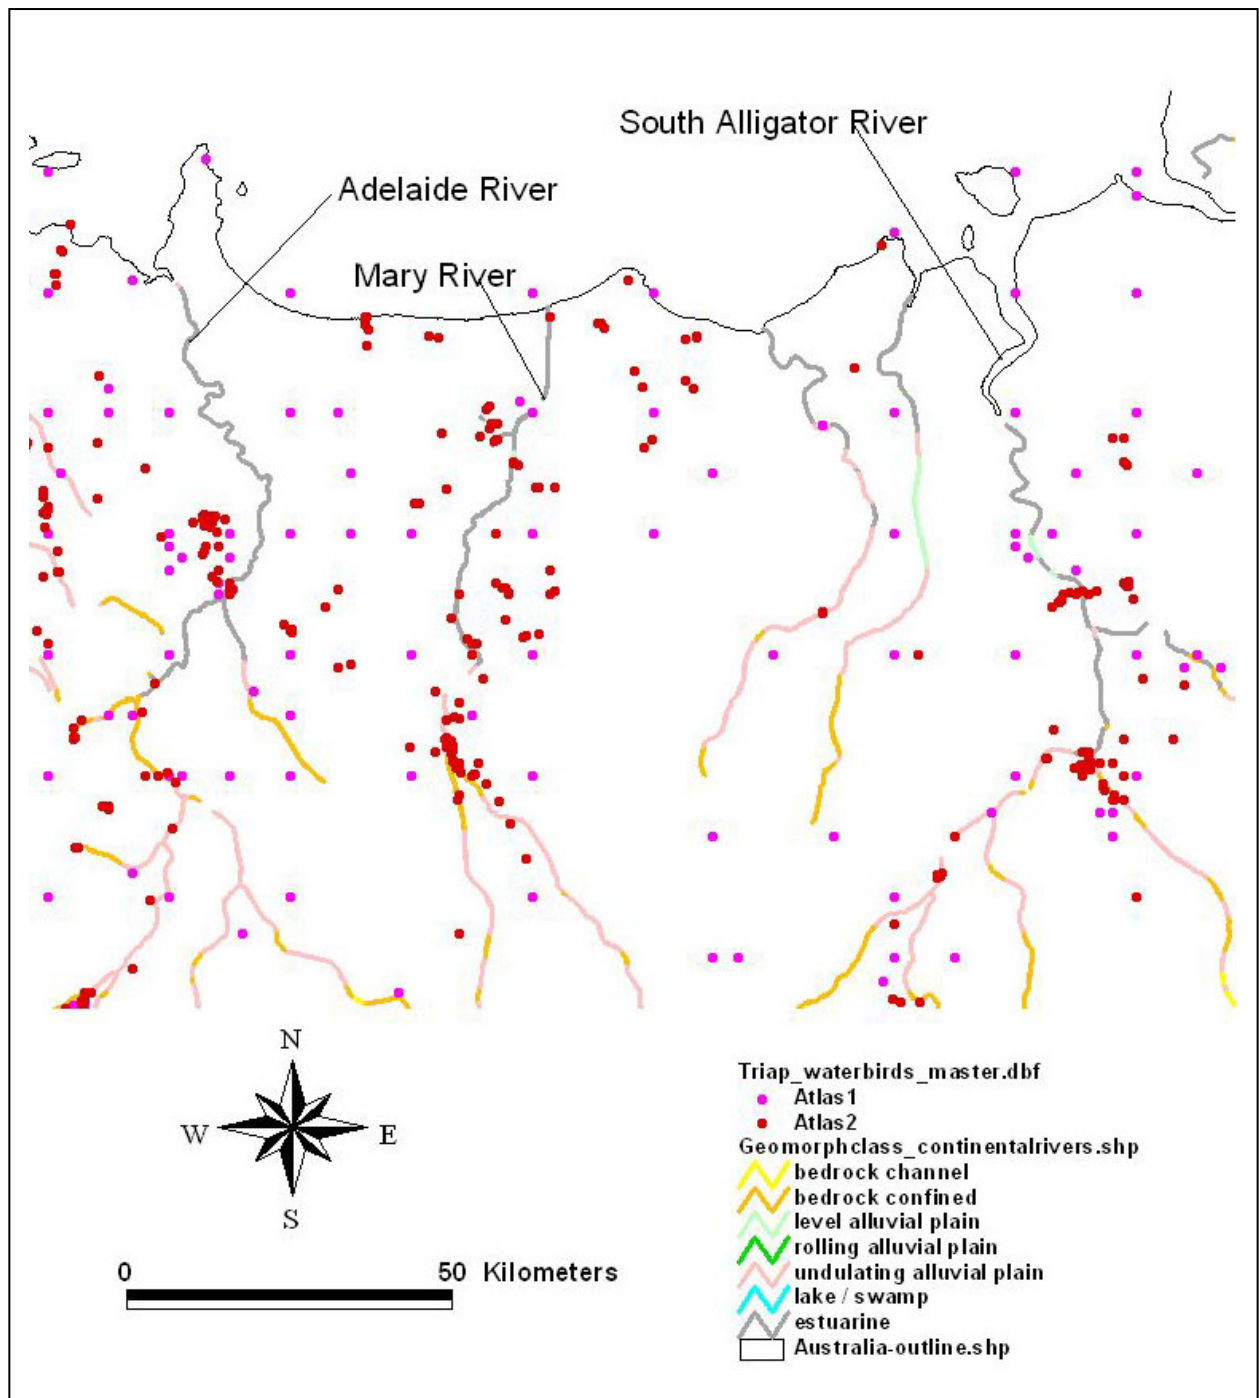 South Alligator River
Adelaide River
Mary River
N
W
E
S
0
50 Kilometers
Triap_waterbirds_master.dbf
Atlas1
Atlas2
Geomorphclass_continentalrivers.shp
bedrock channel
bedrock confined
level alluvial plain
rolling alluvial plain
undulating alluvial plain
lake / swamp
estuarine
Australia-outline.shp